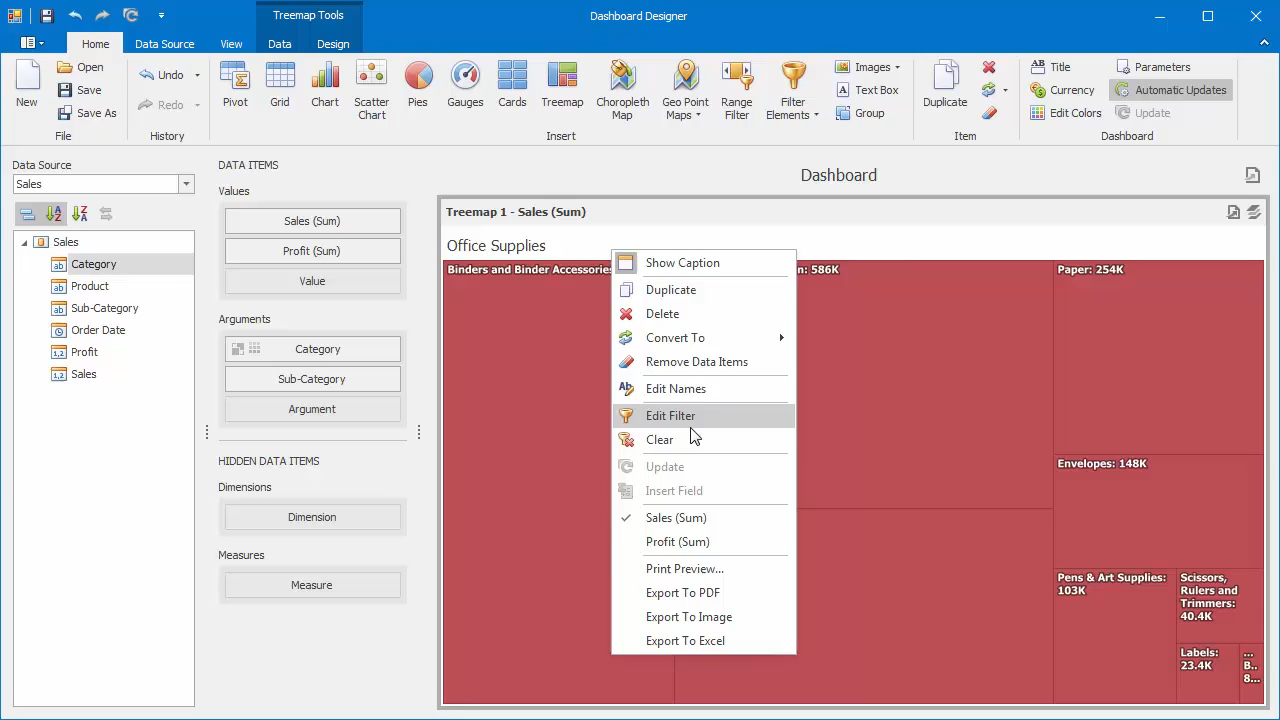 Treemap Tools
Dashboard Designer
Home
Data Source
View
Data
Design
New
Open
Save
Save As
File
Undo
Redo
History
Pivot
Grid
Chart
Scatter
Chart
Pies
Gauges
Cards
Treemap
Choropleth
Map
Geo Point
Maps
Range
Filter
Filter
Elements
Images
Text Box
Group
Insert
Duplicate
Item
Title
Currency
Edit Colors
Parameters
Automatic Updates
Update
Dashboard
Data Source
Sales
Sales
Category
Product
Sub-Category
Order Date
Profit
Sales
DATA ITEMS
Values
Sales (Sum)
Profit (Sum)
Value
Arguments
Category
Sub-Category
Argument
HIDDEN DATA ITEMS
Dimensions
Dimension
Measures
Measure
Dashboard
Treemap 1 - Sales (Sum)
Office Supplies
Binders and Binder Accessories
n: 586K
Paper: 254K
Envelopes: 148K
Pens & Art Supplies:
103K
Scissors,
Rulers and
Trimmers:
40.4K
Labels:
23.4K
...
B..
8...
Show Caption
Duplicate
Delete
Convert To
Remove Data Items
Edit Names
Edit Filter
Clear
Update
Insert Field
Sales (Sum)
Profit (Sum)
Print Preview...
Export To PDF
Export To Image
Export To Excel